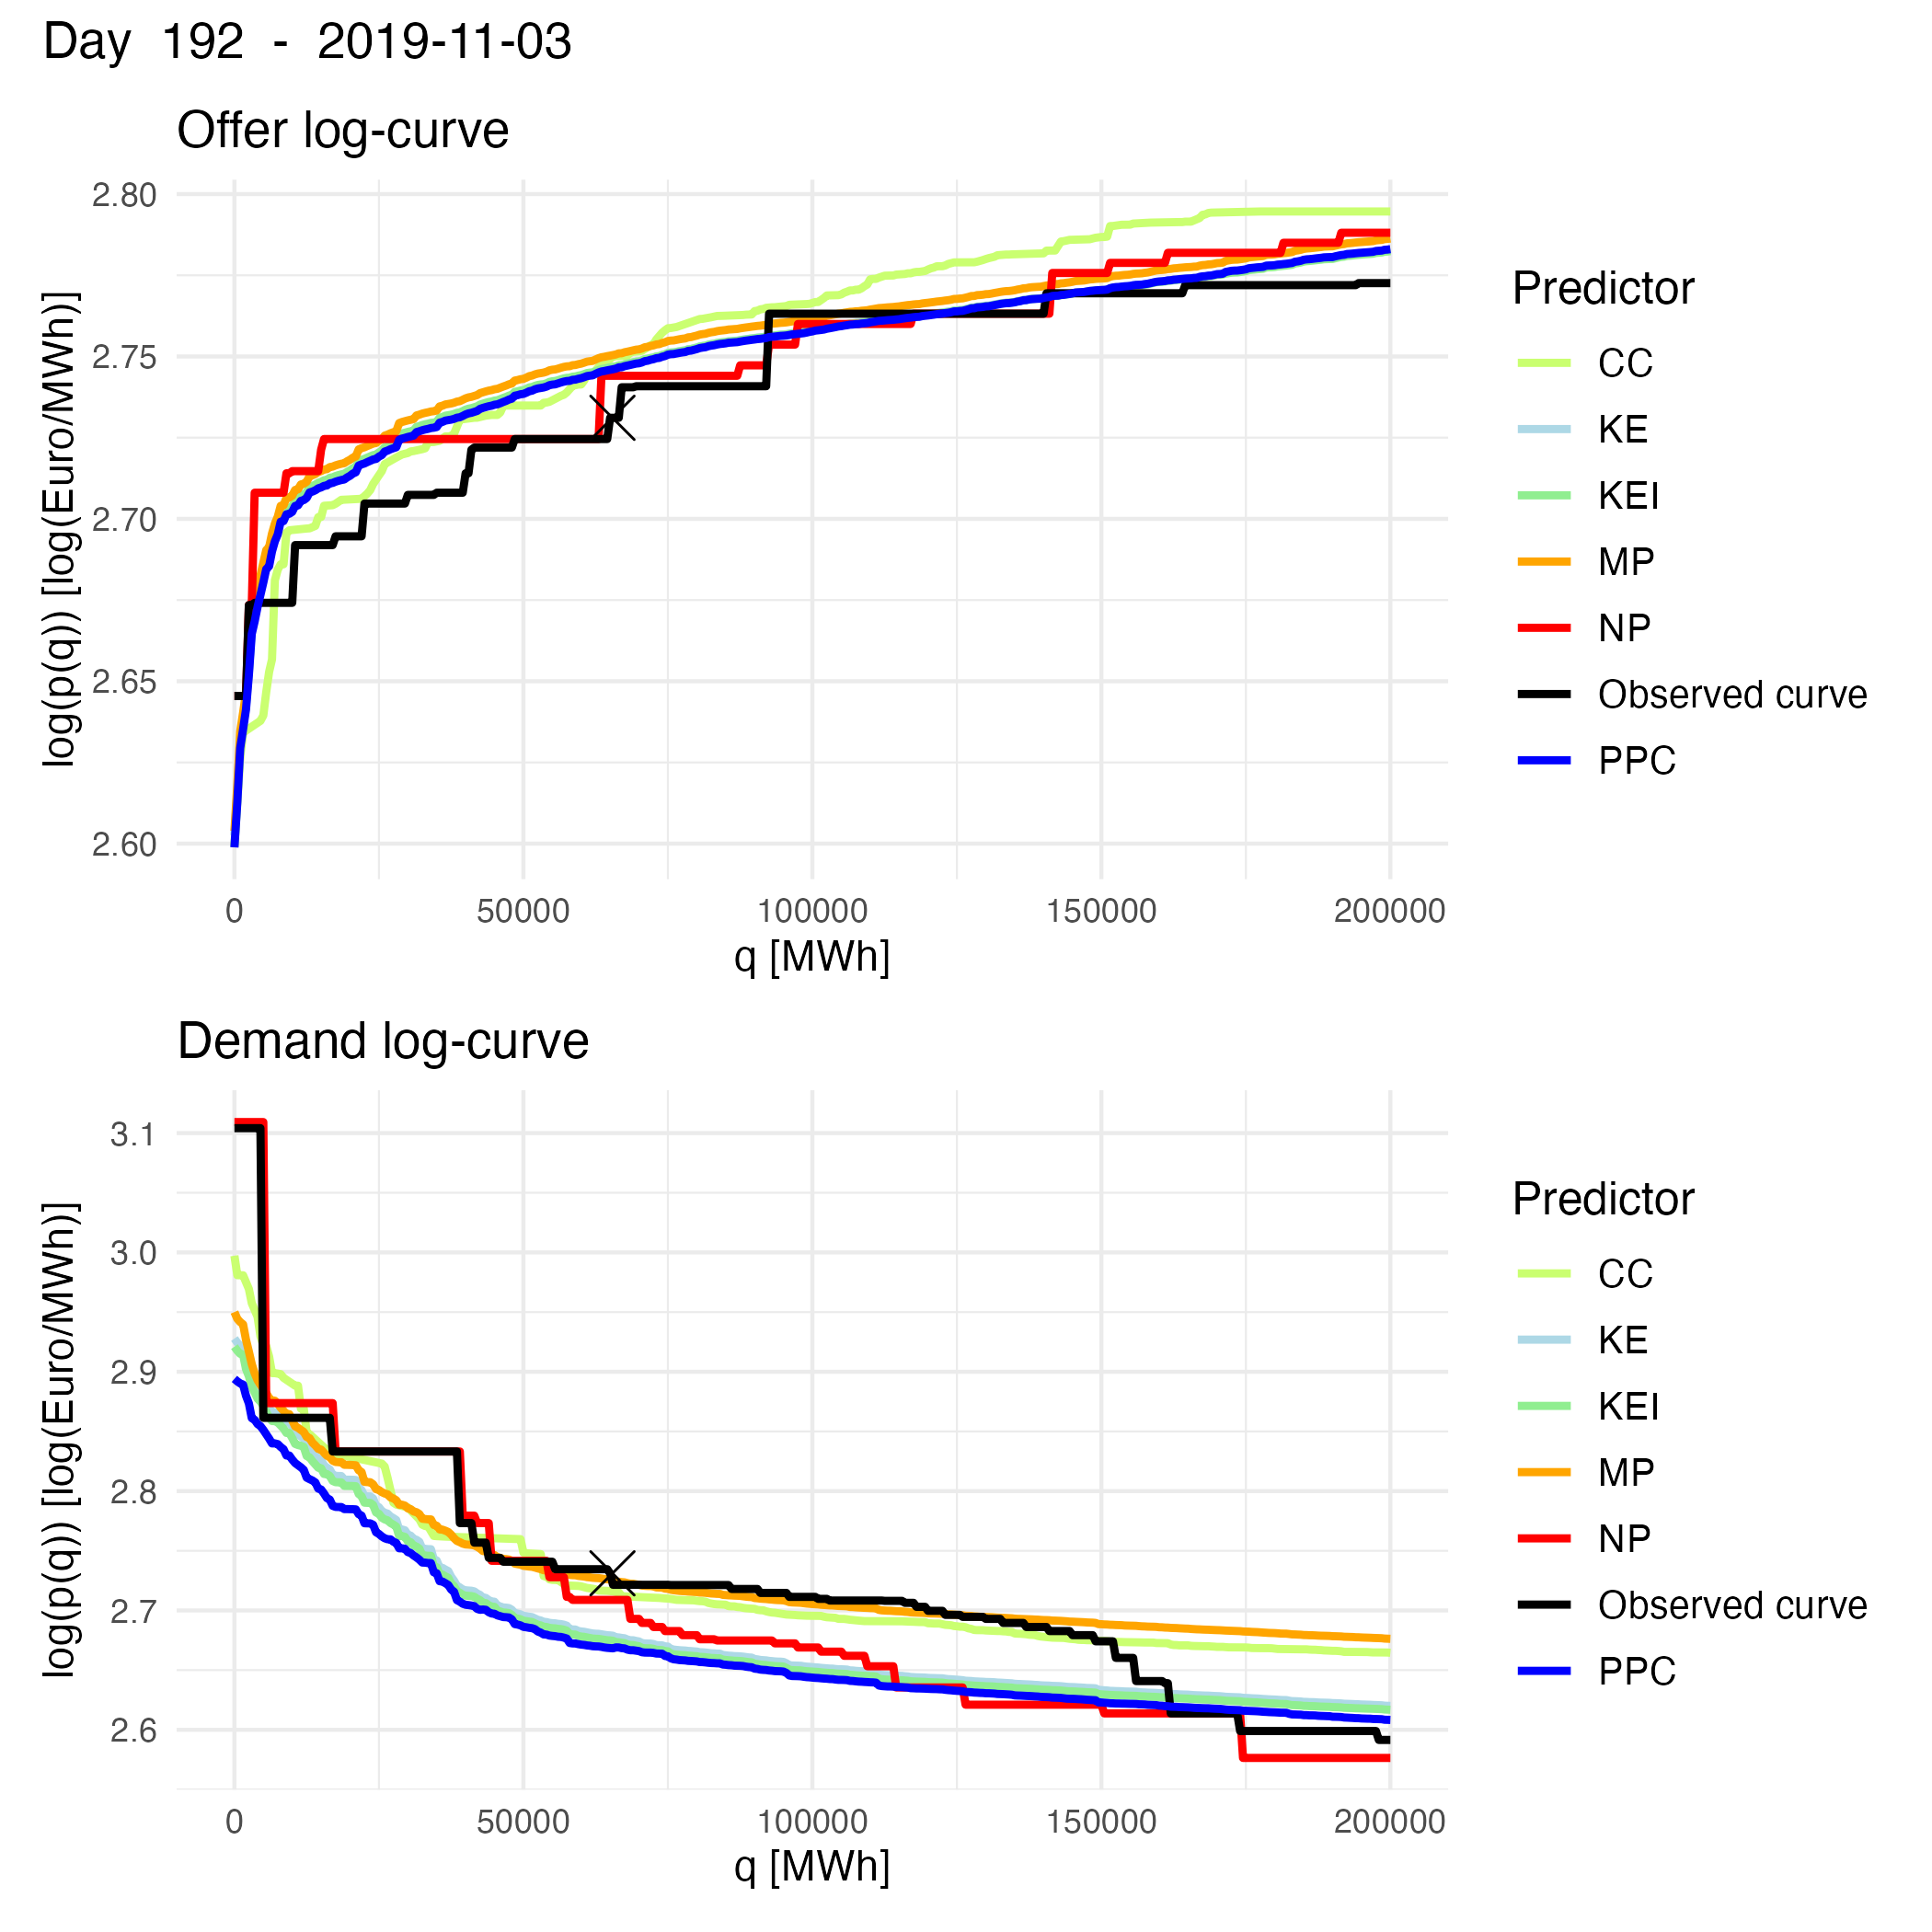 Day 192 - 2019-11-03
Offer log-curve
log(p(q)) [log(Euro/MWh)]
2.80
2.75
2.70
2.65
2.60
0 50000 100000 150000 200000
q [MWh]
Predictor
CC
KE
KEI
MP
NP
Observed curve
PPC
Demand log-curve
log(p(q)) [log(Euro/MWh)]
3.1
3.0
2.9
2.8
2.7
2.6
0 50000 100000 150000 200000
q [MWh]
Predictor
CC
KE
KEI
MP
NP
Observed curve
PPC